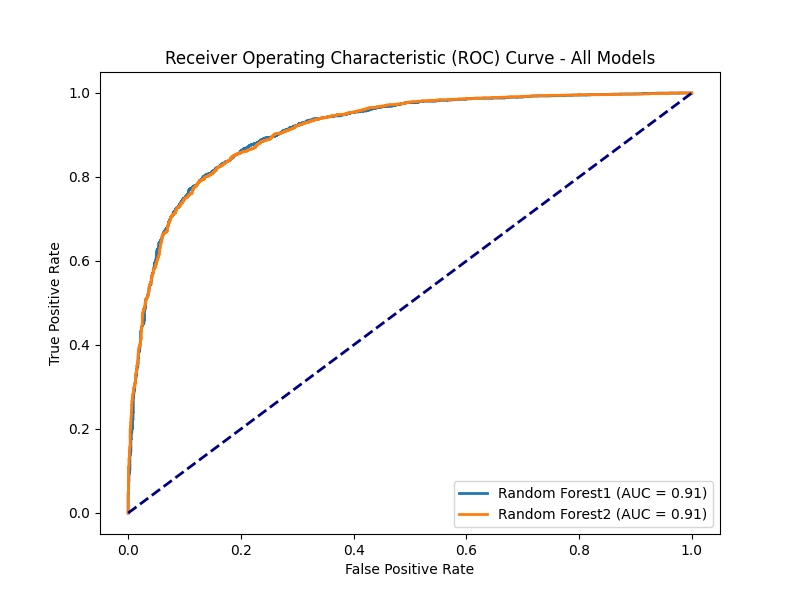 Receiver Operating Characteristic (ROC) Curve - All Models
True Positive Rate
1.0
0.8
0.6
0.4
0.2
0.0
Random Forest1 (AUC = 0.91)
Random Forest2 (AUC = 0.91)
0.0 0.2 0.4 0.6 0.8 1.0
False Positive Rate